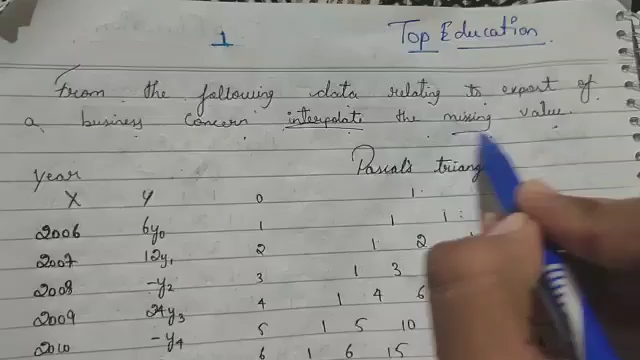 1 Top Education
From the following data relating to export of
a business concern interpolate the missing value.
year Pascal's triang
X Y 0 1
2006 6y₀ 1 1 1
2007 12y₁ 2 1 2
2008 -y₂ 3 1 3
2009 24y₃ 4 1 4 6
2010 -y₄ 5 1 5 10
6 1 6 15